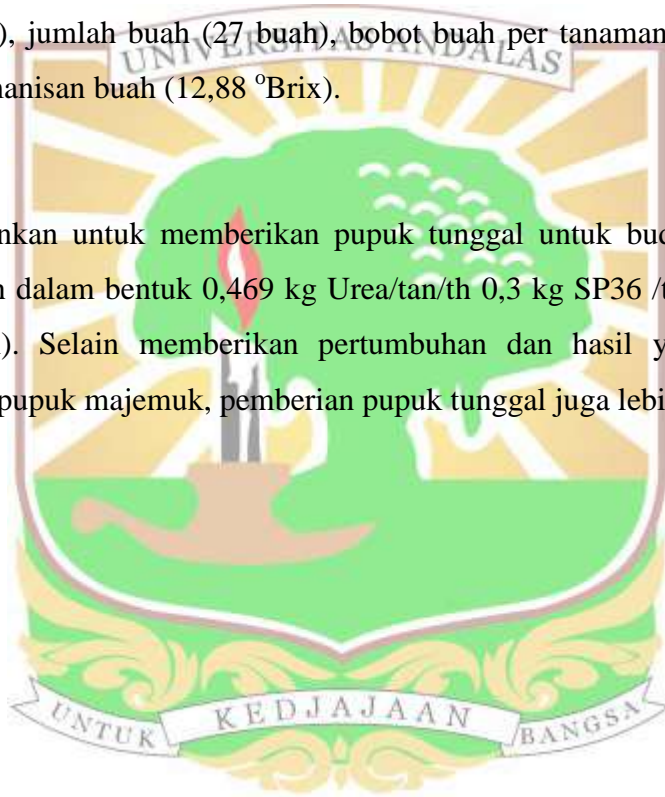 ), jumlah buah (27 buah), bobot buah per tanaman
UNIVERSITAS ANDALAS
anisan buah (12,88 °Brix).
nkan untuk memberikan pupuk tunggal untuk bud
dalam bentuk 0,469 kg Urea/tan/th 0,3 kg SP36 /t
). Selain memberikan pertumbuhan dan hasil y
pupuk majemuk, pemberian pupuk tunggal juga lebi
UNTUK KEDJAJAAN BANGSA